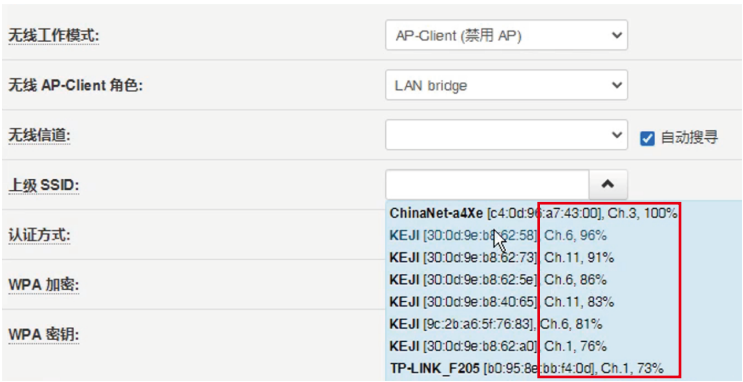 无线工作模式: AP-Client (禁用 AP)
无线 AP-Client 角色: LAN bridge
无线信道: 自动搜寻
上级 SSID:
ChinaNet-a4Xe [c4:0d:96:a7:43:00], Ch.3, 100%
认证方式: KEJI [30:0d:9e:b8:62:58], Ch.6, 96%
KEJI [30:0d:9e:b8:62:73], Ch.11, 91%
WPA 加密: KEJI [30:0d:9e:b8:62:5e], Ch.6, 86%
KEJI [30:0d:9e:b8:40:65], Ch.11, 83%
WPA 密钥: KEJI [9c:2b:a6:5f:76:83], Ch.6, 81%
KEJI [30:0d:9e:b8:62:a0], Ch.1, 76%
TP-LINK_F205 [b0:95:8e:bb:f4:0d], Ch.1, 73%